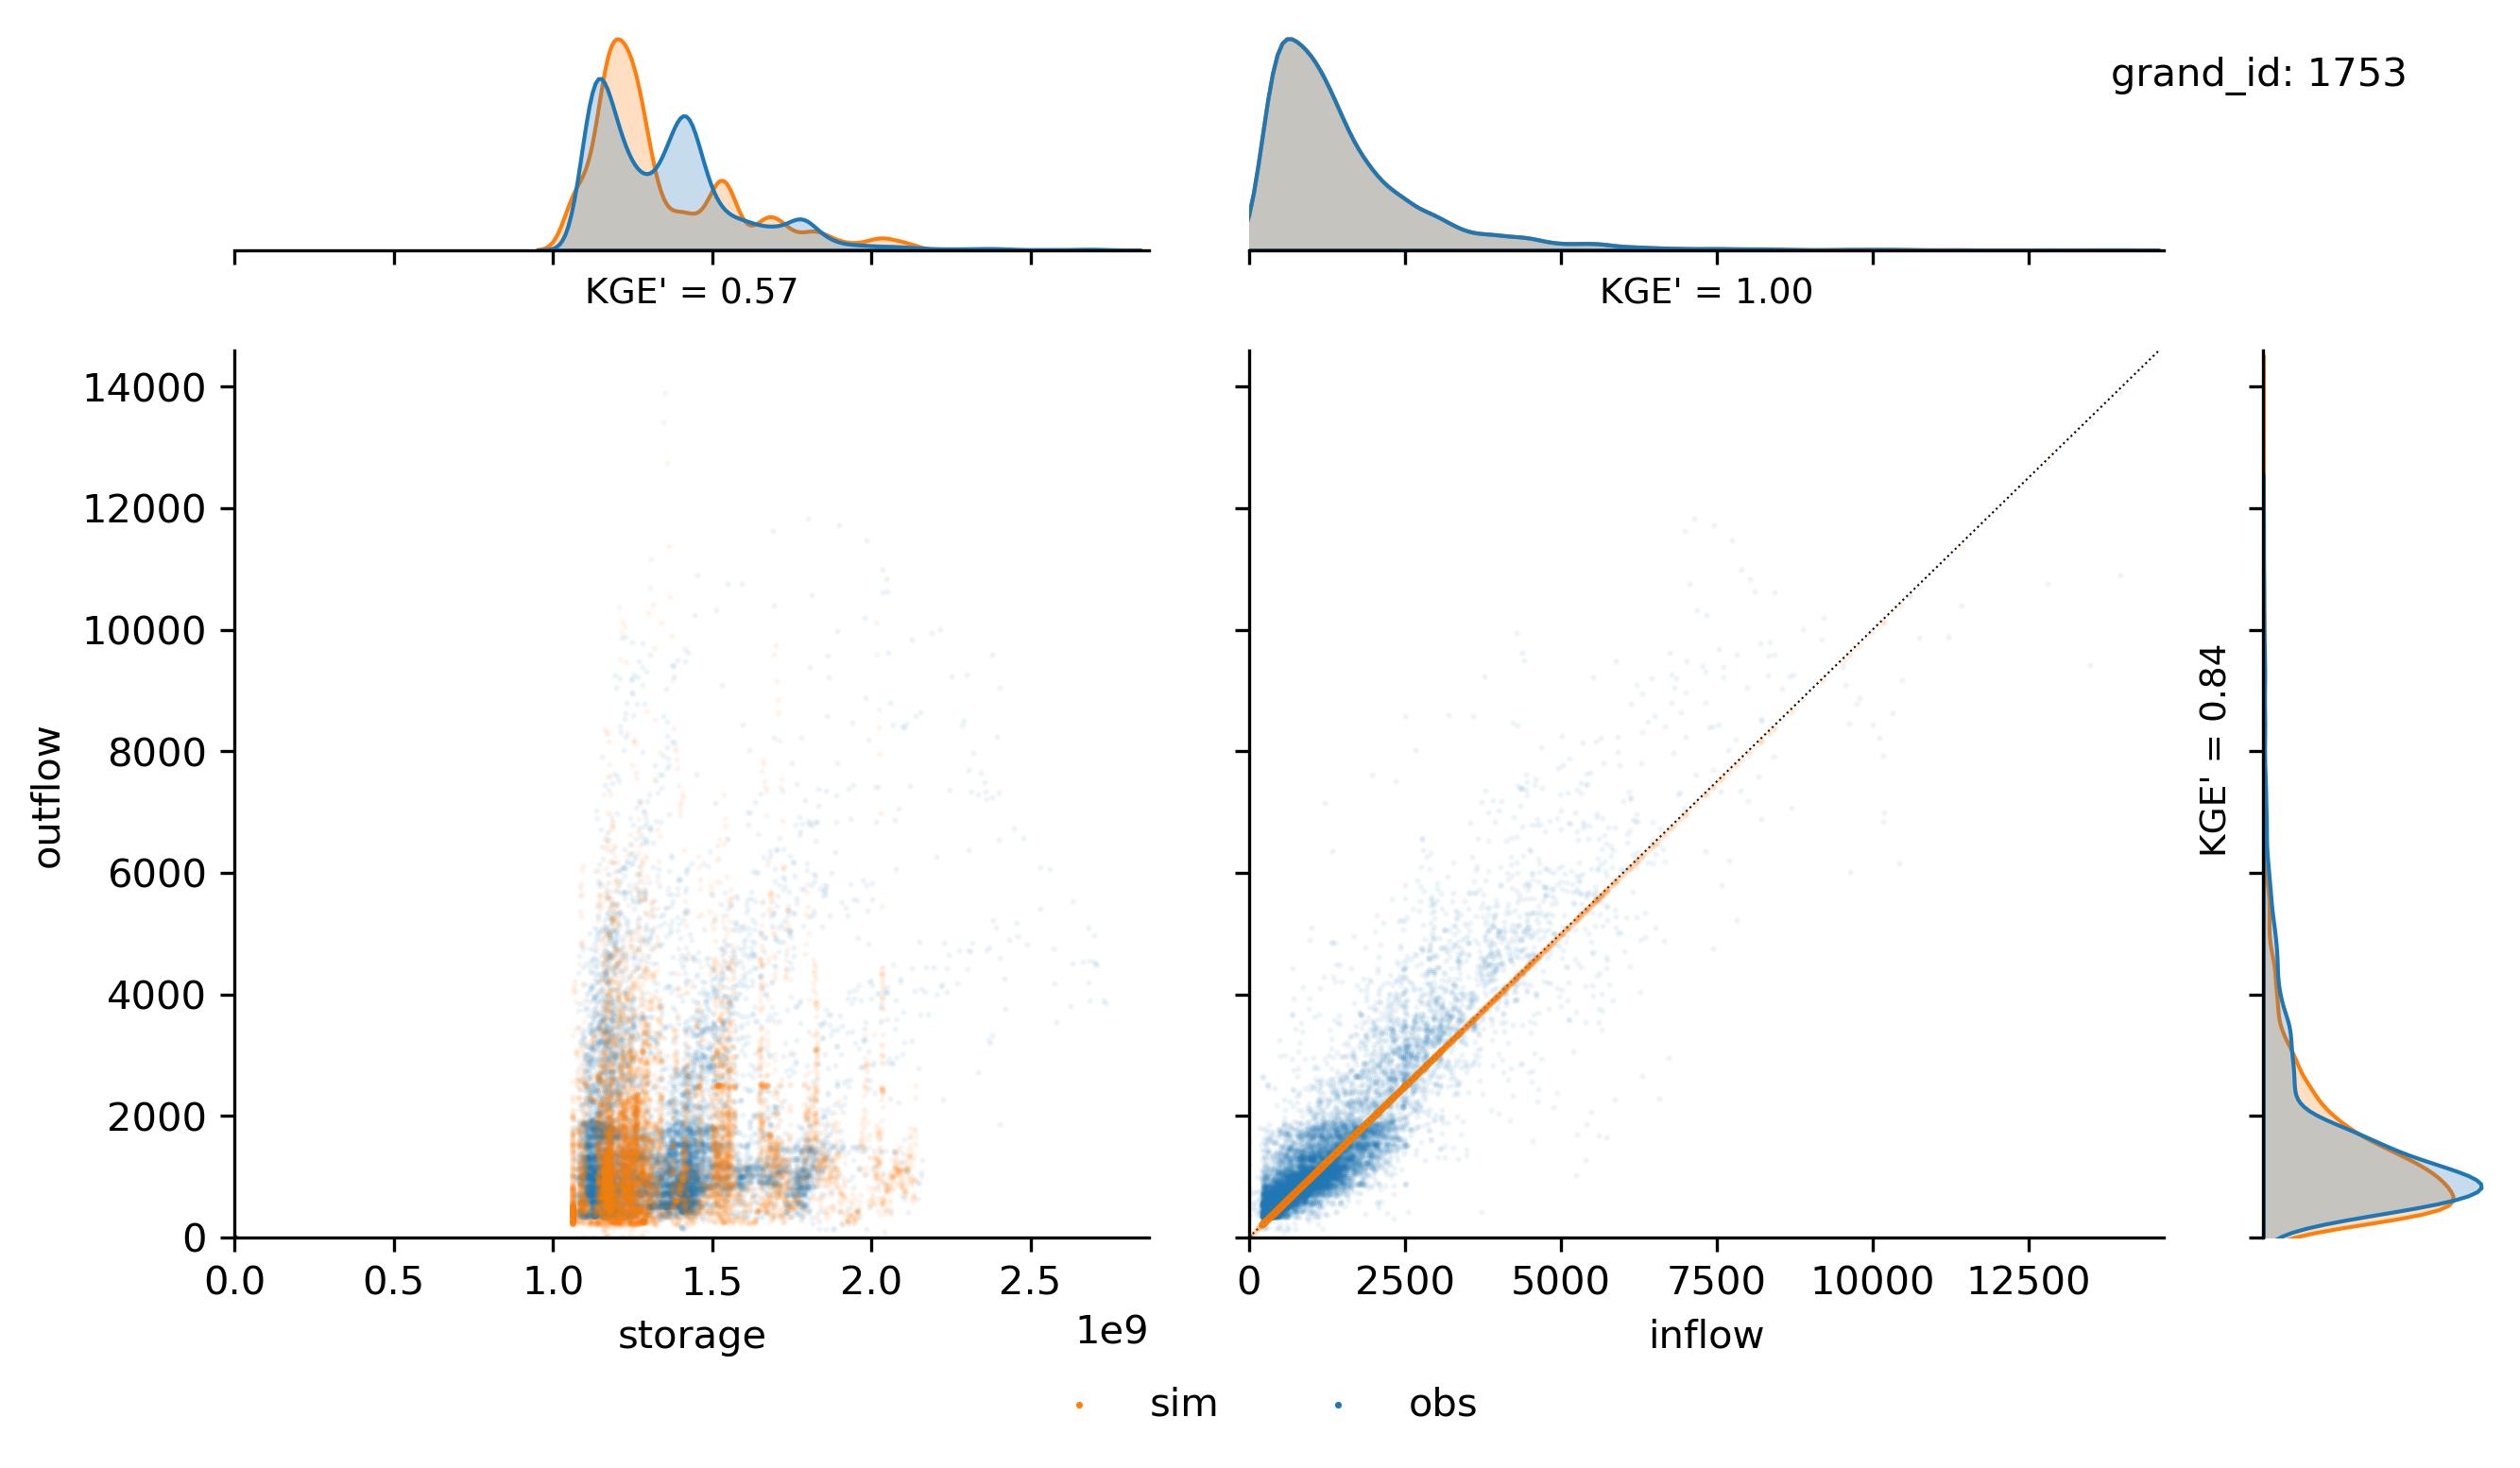 grand_id: 1753
KGE' = 0.57
KGE' = 1.00
14000
12000
10000
8000
6000
4000
2000
0
outflow
KGE' = 0.84
0.0 0.5 1.0 1.5 2.0 2.5
1e9
storage
0 2500 5000 7500 10000 12500
inflow
sim obs